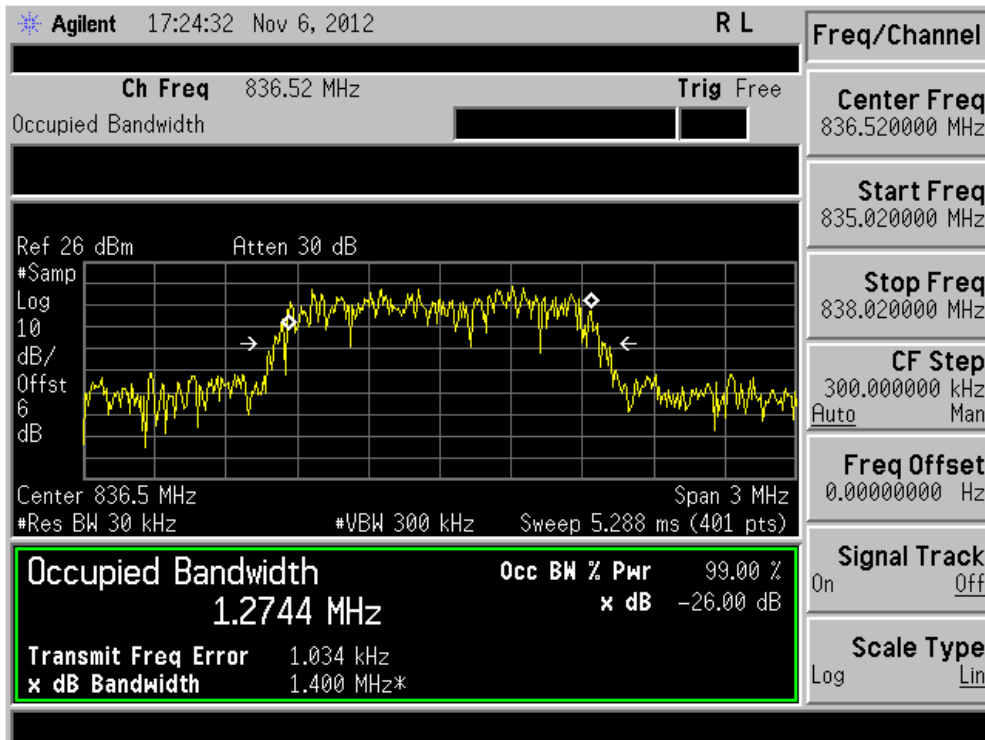 Agilent 17:24:32 Nov 6, 2012 R L
Freq/Channel
Ch Freq 836.52 MHz Trig Free
Occupied Bandwidth
Center Freq
836.520000 MHz
Start Freq
835.020000 MHz
Stop Freq
838.020000 MHz
CF Step
300.000000 kHz
Auto Man
Freq Offset
0.00000000 Hz
Signal Track
On Off
Scale Type
Log Lin
Ref 26 dBm Atten 30 dB
#Samp
Log
10
dB/
Offst
6
dB
Center 836.5 MHz Span 3 MHz
#Res BW 30 kHz #VBW 300 kHz Sweep 5.288 ms (401 pts)
Occupied Bandwidth Occ BW % Pwr 99.00 %
1.2744 MHz x dB -26.00 dB
Transmit Freq Error 1.034 kHz
x dB Bandwidth 1.400 MHz*